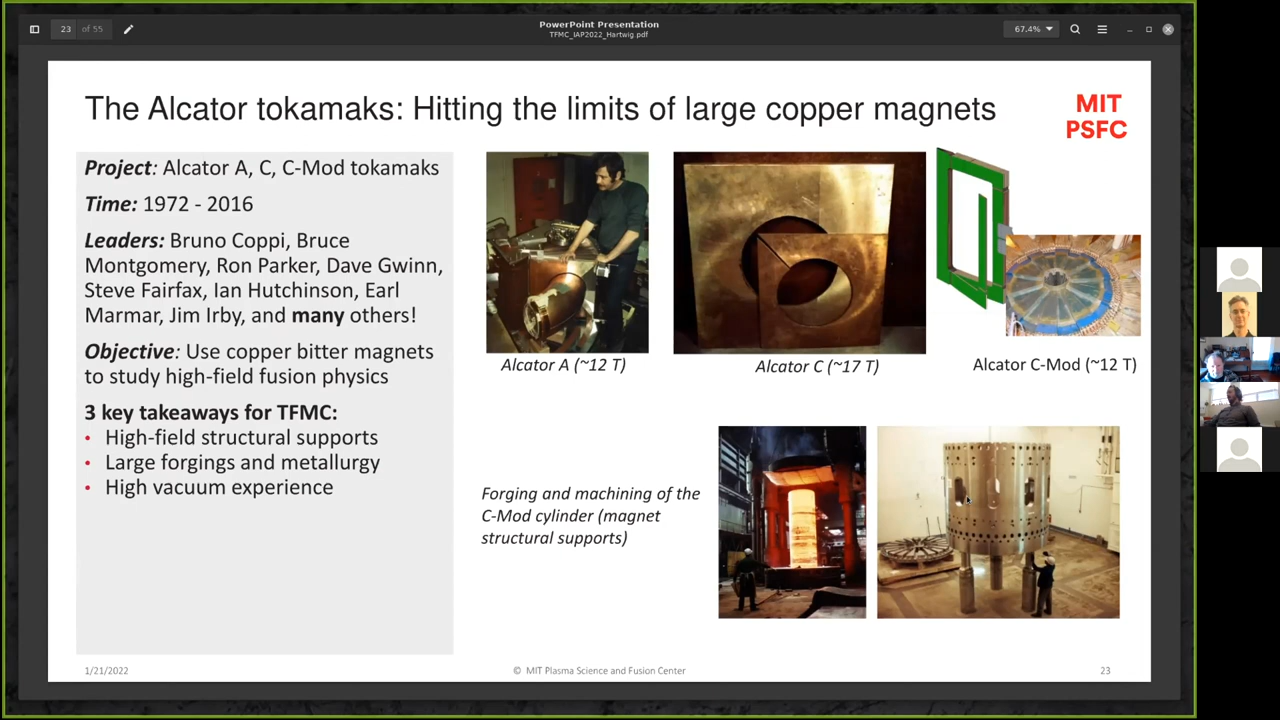 PowerPoint Presentation
TFMC_IAP2022_Hartwig.pdf
23 of 55
67.4%
The Alcator tokamaks: Hitting the limits of large copper magnets
MIT
PSFC
Project: Alcator A, C, C-Mod tokamaks
Time: 1972 - 2016
Leaders: Bruno Coppi, Bruce
Montgomery, Ron Parker, Dave Gwinn,
Steve Fairfax, Ian Hutchinson, Earl
Marmar, Jim Irby, and many others!
Objective: Use copper bitter magnets
to study high-field fusion physics
3 key takeaways for TFMC:
• High-field structural supports
• Large forgings and metallurgy
• High vacuum experience
Alcator A (~12 T)
Alcator C (~17 T)
Alcator C-Mod (~12 T)
Forging and machining of the
C-Mod cylinder (magnet
structural supports)
1/21/2022
© MIT Plasma Science and Fusion Center
23